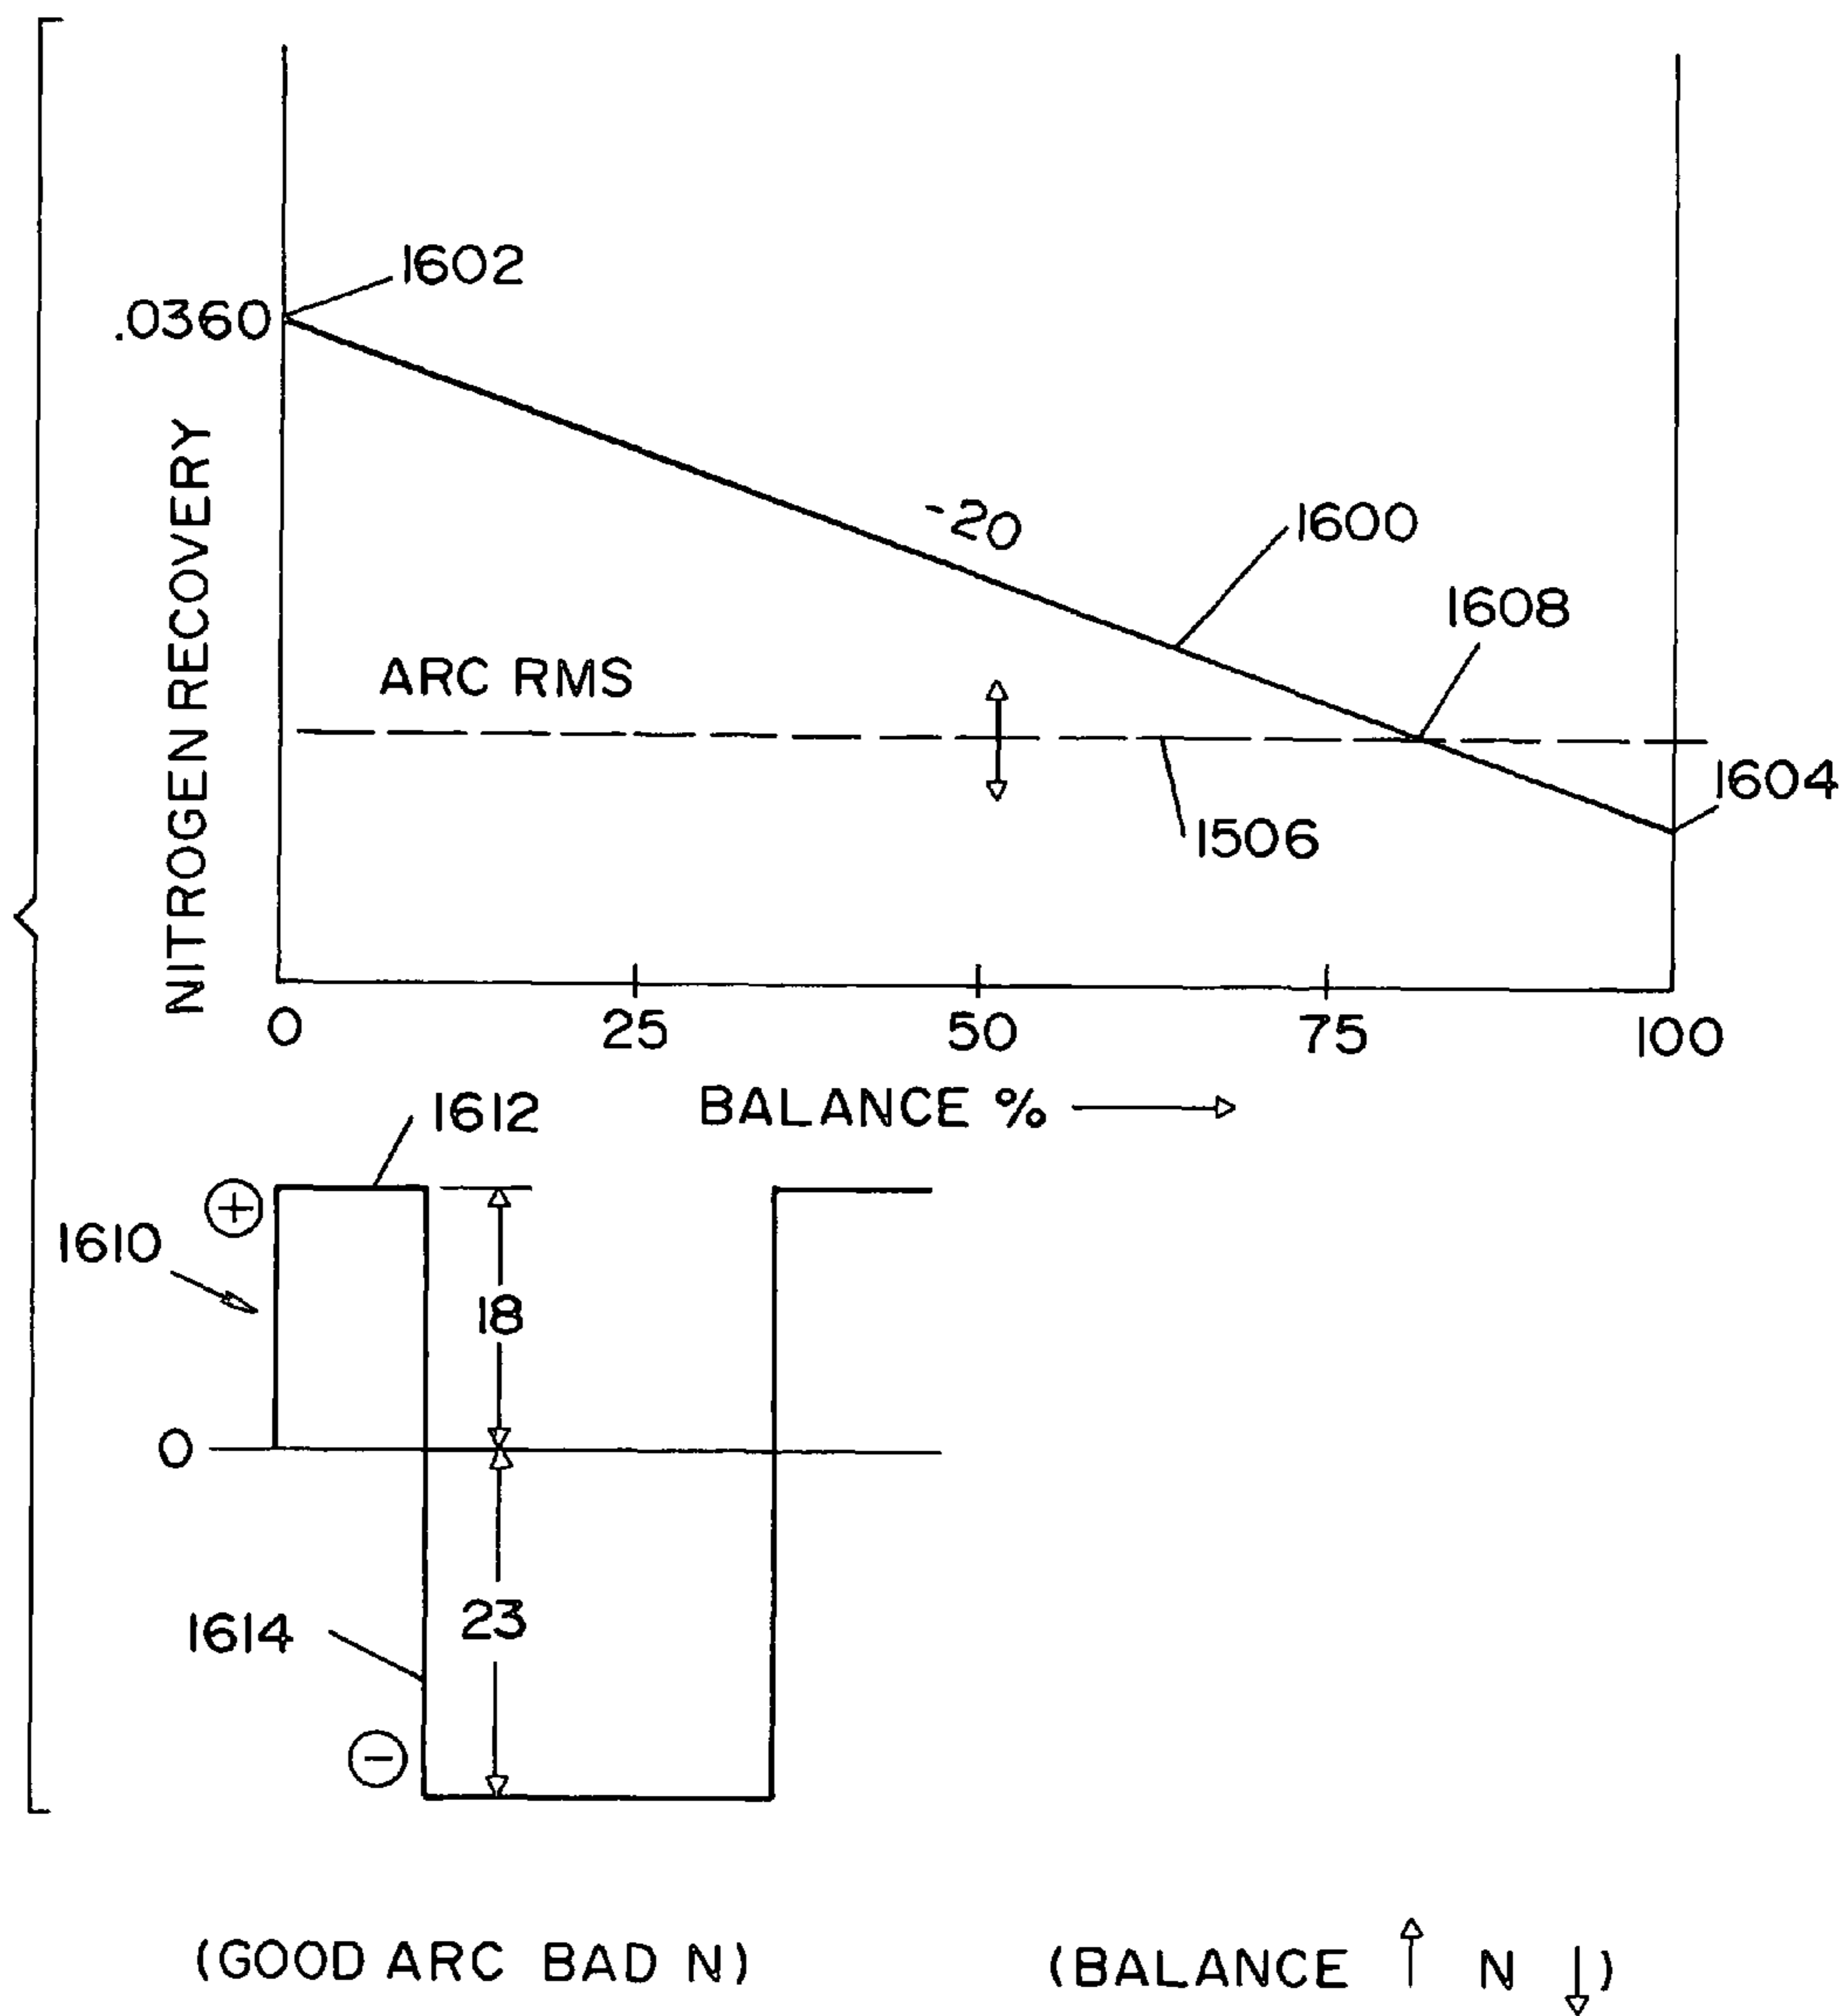 1602
.0360
NITROGEN RECOVERY
-20
1600
1608
ARC RMS
1604
1506
0 25 50 75 100
BALANCE %
1612
+
1610
18
0
23
1614
-
(GOOD ARC BAD N)
(BALANCE ↑ N ↓)